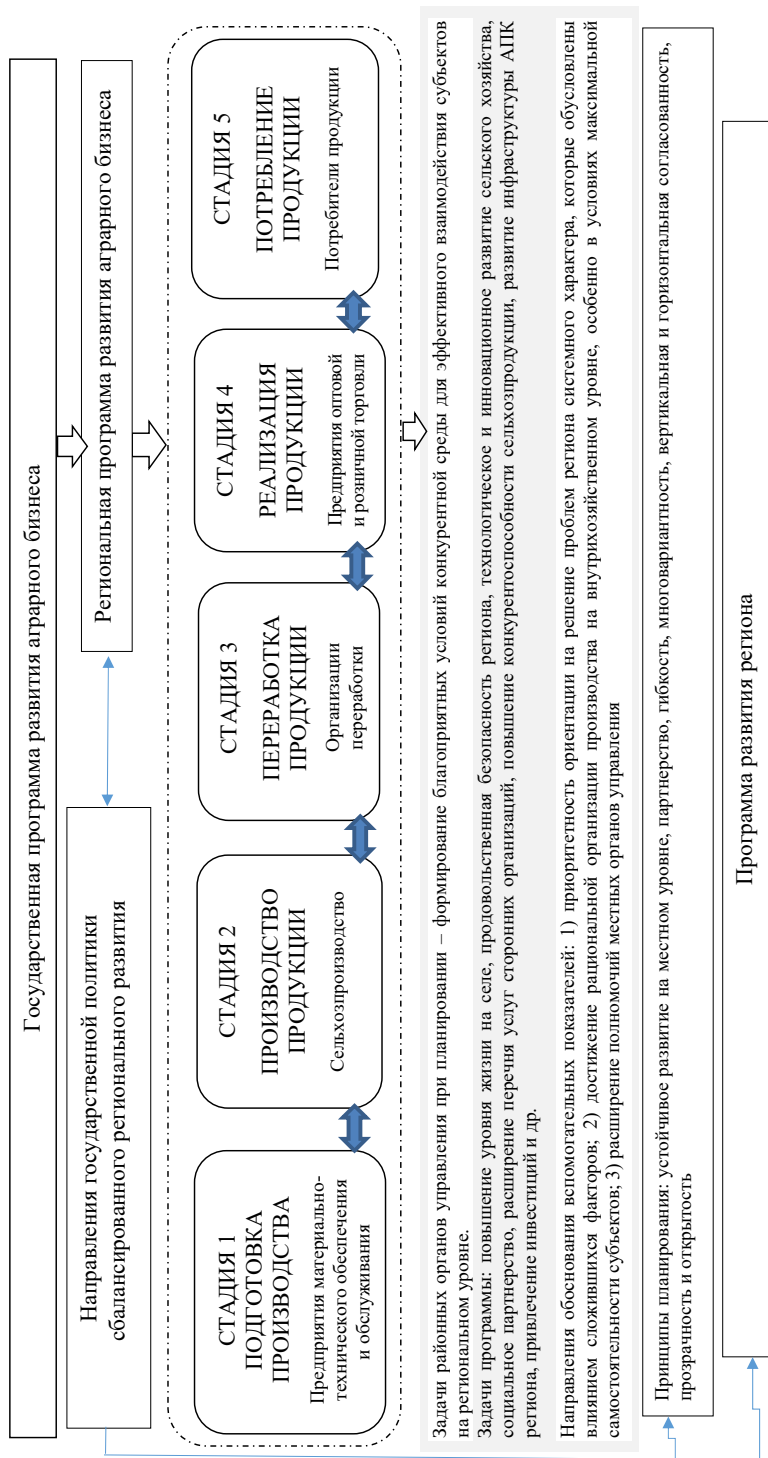 Государственная программа развития аграрного бизнеса
Направления государственной политики
сбалансированного регионального развития
Региональная программа развития аграрного бизнеса
СТАДИЯ 1
ПОДГОТОВКА
ПРОИЗВОДСТВА
Предприятия материально-
технического обеспечения
и обслуживания
СТАДИЯ 2
ПРОИЗВОДСТВО
ПРОДУКЦИИ
Сельхозпроизводство
СТАДИЯ 3
ПЕРЕРАБОТКА
ПРОДУКЦИИ
Организации
переработки
СТАДИЯ 4
РЕАЛИЗАЦИЯ
ПРОДУКЦИИ
Предприятия оптовой
и розничной торговли
СТАДИЯ 5
ПОТРЕБЛЕНИЕ
ПРОДУКЦИИ
Потребители продукции
Задачи районных органов управления при планировании – формирование благоприятных условий конкурентной среды для эффективного взаимодействия субъектов
на региональном уровне.
Задачи программы: повышение уровня жизни на селе, продовольственная безопасность региона, технологическое и инновационное развитие сельского хозяйства,
социальное партнерство, расширение перечня услуг сторонних организаций, повышение конкурентоспособности сельхозпродукции, развитие инфраструктуры АПК
региона, привлечение инвестиций и др.
Направления обоснования вспомогательных показателей: 1) приоритетность ориентации на решение проблем региона системного характера, которые обусловлены
влиянием сложившихся факторов; 2) достижение рациональной организации производства на внутрихозяйственном уровне, особенно в условиях максимальной
самостоятельности субъектов; 3) расширение полномочий местных органов управления
Принципы планирования: устойчивое развитие на местном уровне, партнерство, гибкость, многовариантность, вертикальная и горизонтальная согласованность,
прозрачность и открытость
Программа развития региона